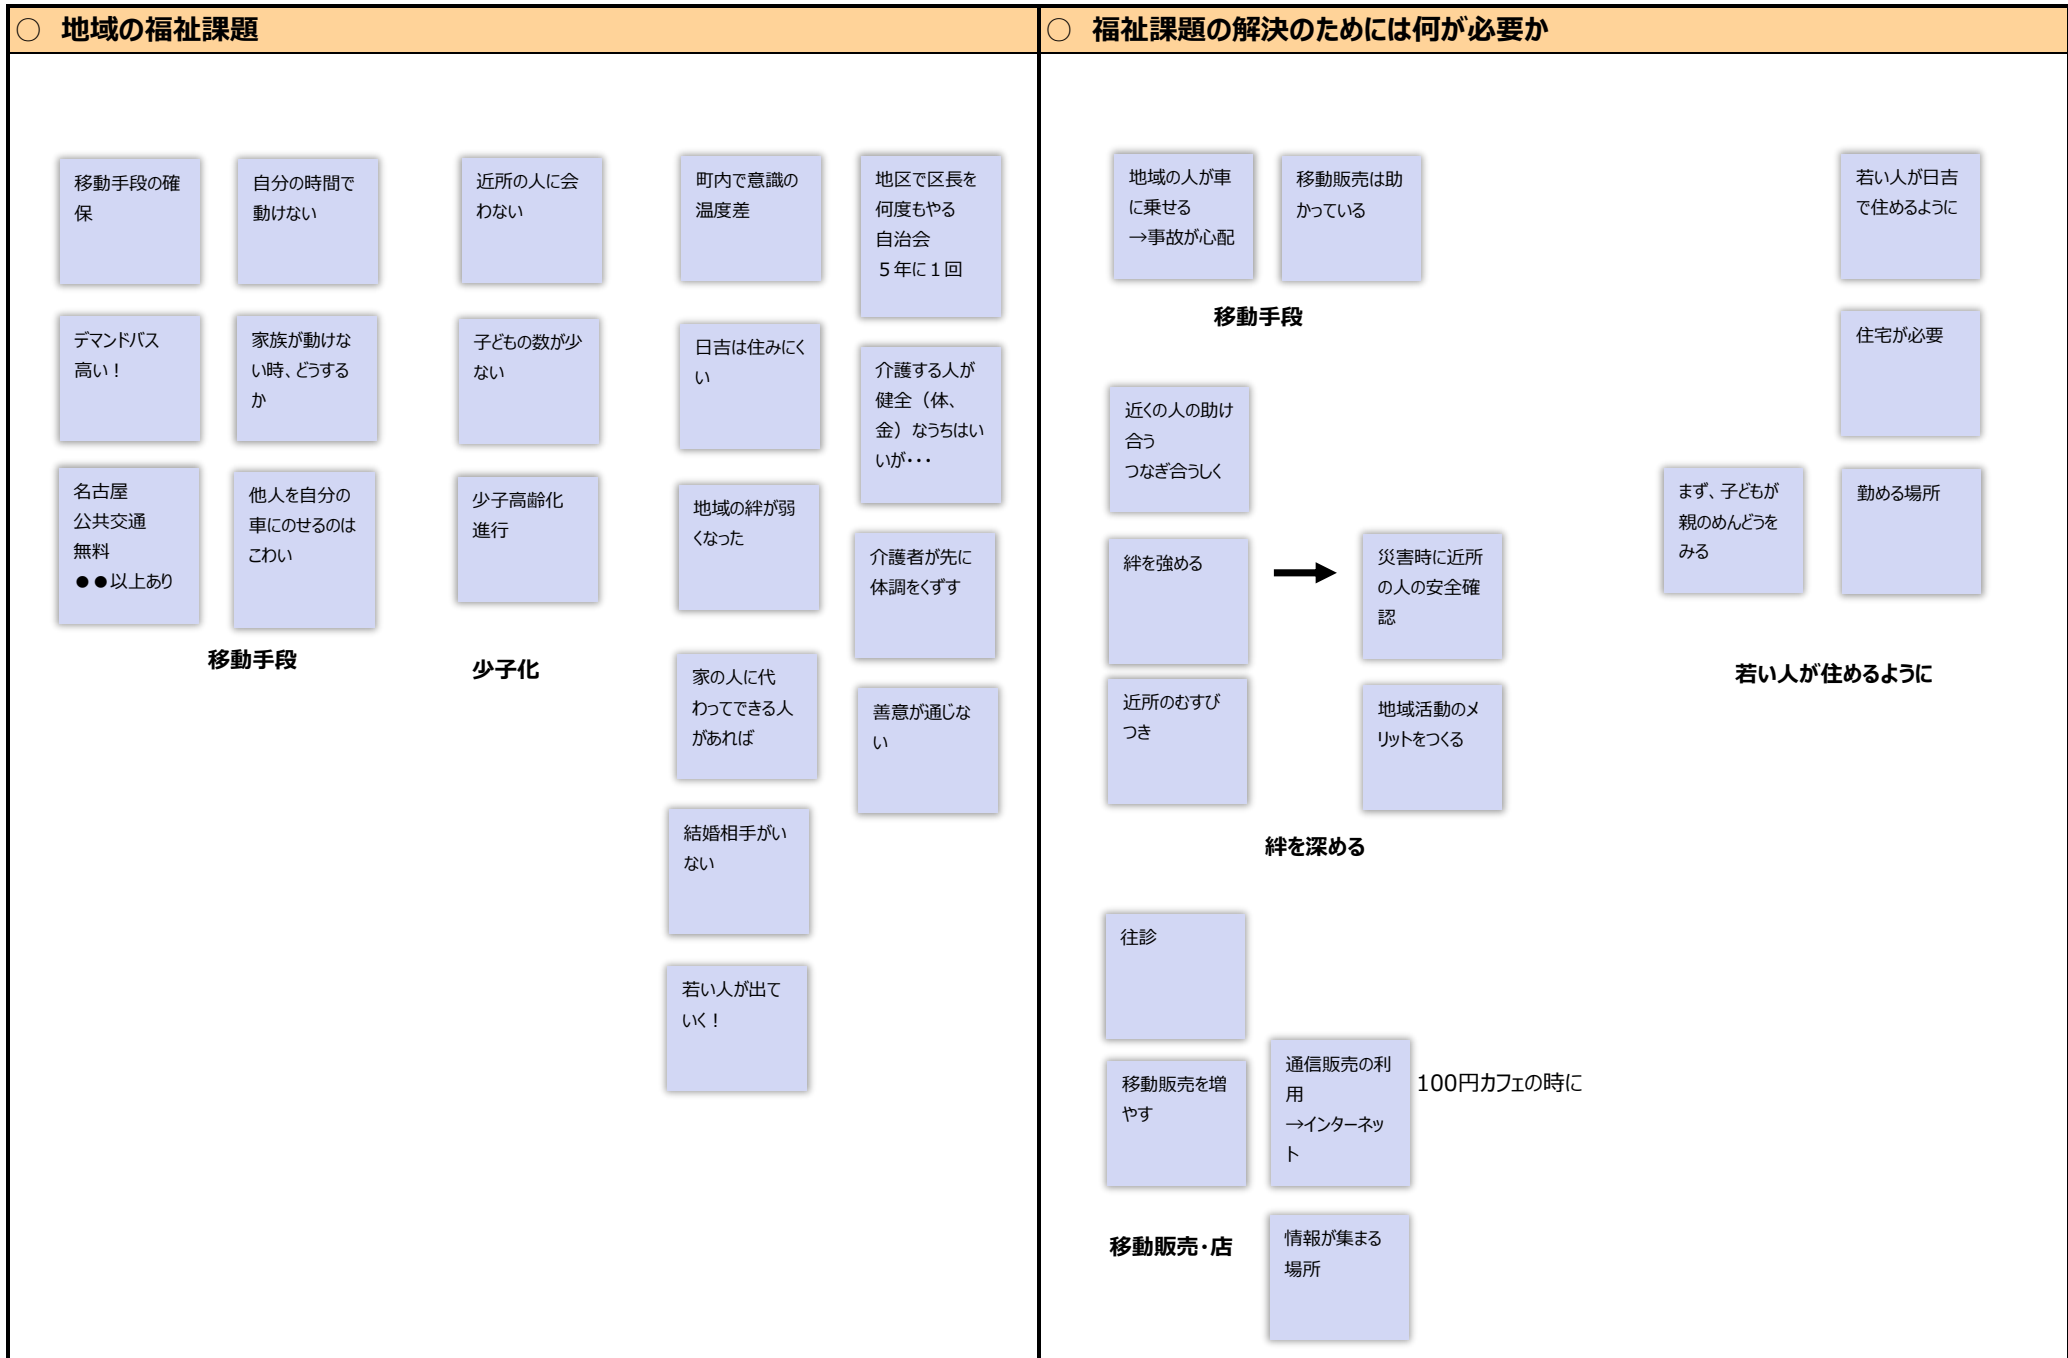 ○ 地域の福祉課題
移動手段の確
保
自分の時間で
動けない
デマンドバス
高い！
家族が動けな
い時、どうする
か
名古屋
公共交通
無料
●●以上あり
他人を自分の
車にのせるのは
こわい
移動手段
近所の人に会
わない
子どもの数が少
ない
少子高齢化
進行
少子化
町内で意識の
温度差
日吉は住みにく
い
地域の絆が弱
くなった
家の人に代
わってできる人
があれば
結婚相手がい
ない
若い人が出て
いく！
地区で区長を
何度もやる
自治会
５年に１回
介護する人が
健全（体、
金）なうちはい
いが・・・
介護者が先に
体調をくずす
善意が通じな
い
○ 福祉課題の解決のためには何が必要か
地域の人が車
に乗せる
→事故が心配
移動販売は助
かっている
移動手段
近くの人の助け
合う
つなぎ合うしく
絆を強める
近所のむすび
つき
災害時に近所
の人の安全確
認
地域活動のメ
リットをつくる
絆を深める
往診
移動販売を増
やす
通信販売の利
用
→インターネッ
ト
100円カフェの時に
移動販売・店
情報が集まる
場所
若い人が日吉
で住めるように
住宅が必要
まず、子どもが
親のめんどうを
みる
勤める場所
若い人が住めるように